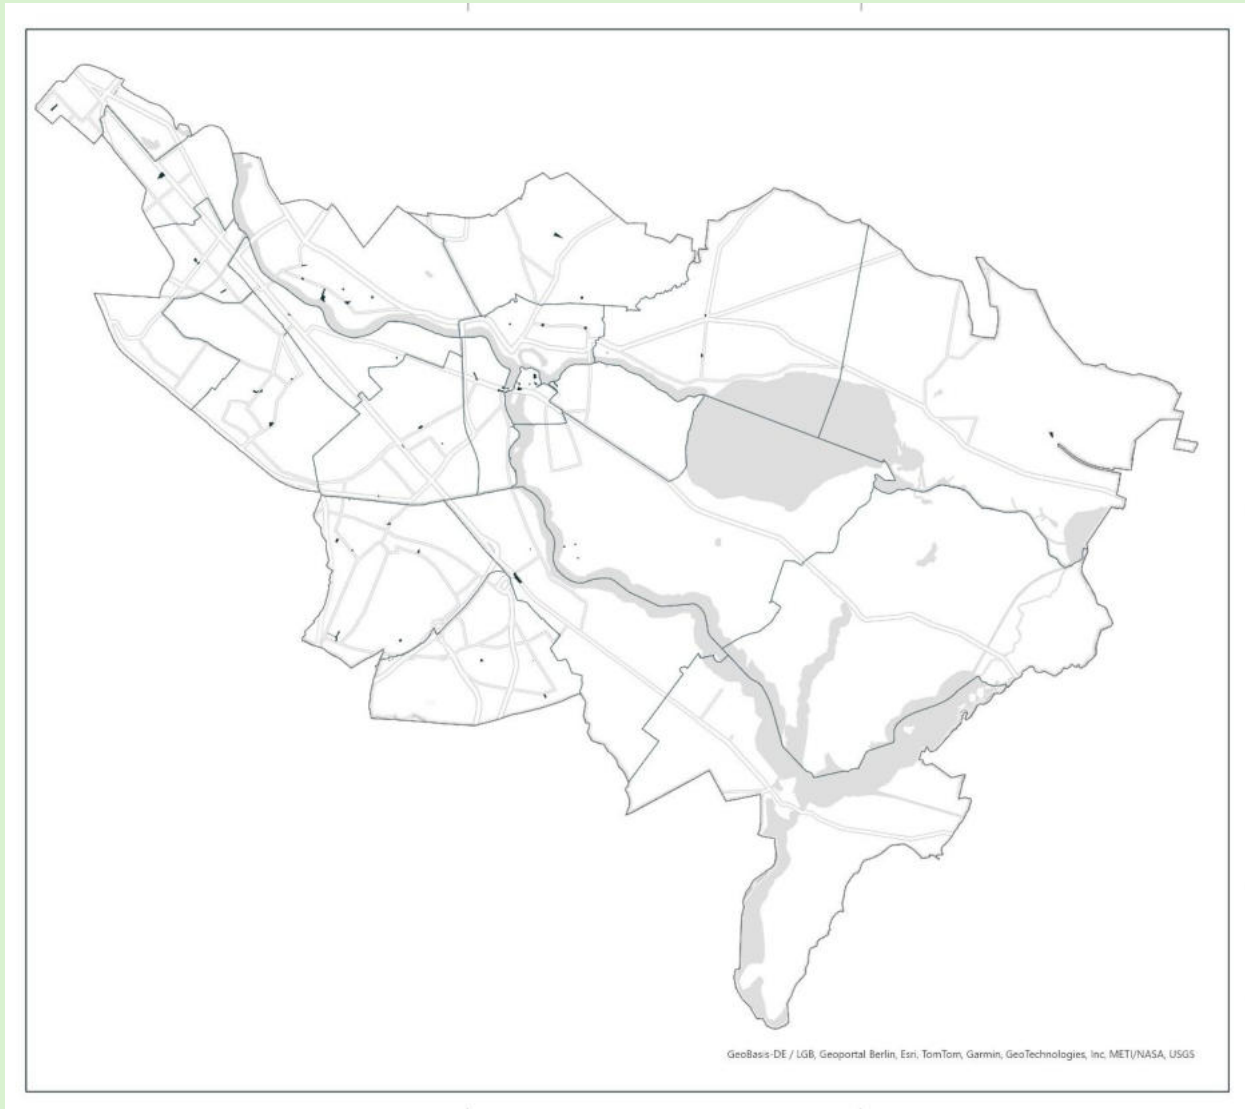 GeoBasis-DE / LGB, Geoportal Berlin, Esri, TomTom, Garmin, GeoTechnologies, Inc, METI/NASA, USGS